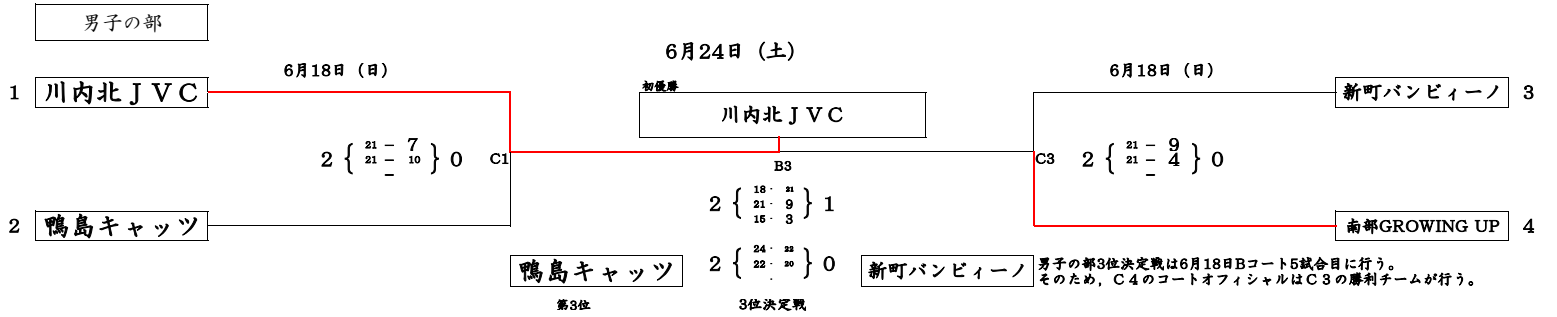 男子の部
6月24日（土）
6月18日（日）
6月18日（日）
1 川内北ＪＶＣ
初優勝
川内北ＪＶＣ
新町バンビィーノ 3
2 { 21 － 7 } 0 C1
21 － 10
－
C3 2 { 21 － 9 } 0
21 － 4
－
B3
2 { 18 - 21 } 1
21 - 9
15 - 3
2 鴨島キャッツ
南部GROWING UP 4
鴨島キャッツ
2 { 24 - 22 } 0
22 - 20
-
新町バンビィーノ
男子の部3位決定戦は6月18日Bコート5試合目に行う。
そのため，Ｃ４のコートオフィシャルはＣ３の勝利チームが行う。
第3位
3位決定戦